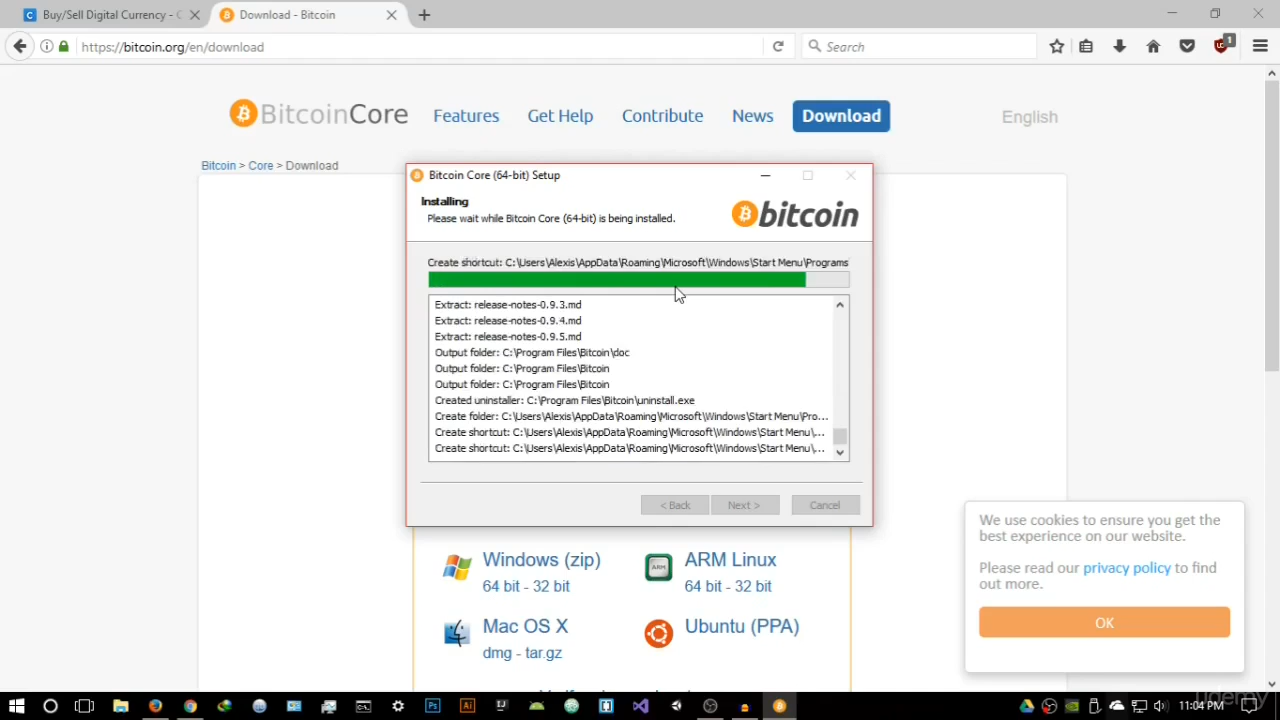 Buy/Sell Digital Currency - C
Download - Bitcoin
https://bitcoin.org/en/download
Search
1
BitcoinCore
Features
Get Help
Contribute
News
Download
English
Bitcoin > Core > Download
Bitcoin Core (64-bit) Setup
Installing
Please wait while Bitcoin Core (64-bit) is being installed.
bitcoin
Create shortcut: C:\Users\Alexis\AppData\Roaming\Microsoft\Windows\Start Menu\Programs
Extract: release-notes-0.9.3.md
Extract: release-notes-0.9.4.md
Extract: release-notes-0.9.5.md
Output folder: C:\Program Files\Bitcoin\doc
Output folder: C:\Program Files\Bitcoin
Output folder: C:\Program Files\Bitcoin
Created uninstaller: C:\Program Files\Bitcoin\uninstall.exe
Create folder: C:\Users\Alexis\AppData\Roaming\Microsoft\Windows\Start Menu\Pro...
Create shortcut: C:\Users\Alexis\AppData\Roaming\Microsoft\Windows\Start Menu\...
Create shortcut: C:\Users\Alexis\AppData\Roaming\Microsoft\Windows\Start Menu\...
< Back
Next >
Cancel
Windows (zip)
64 bit - 32 bit
ARM
ARM Linux
64 bit - 32 bit
Mac OS X
dmg - tar.gz
Ubuntu (PPA)
We use cookies to ensure you get the
best experience on our website.
Please read our privacy policy to find
out more.
OK
Ps
Ai
IJ
11:04 PM
udemy